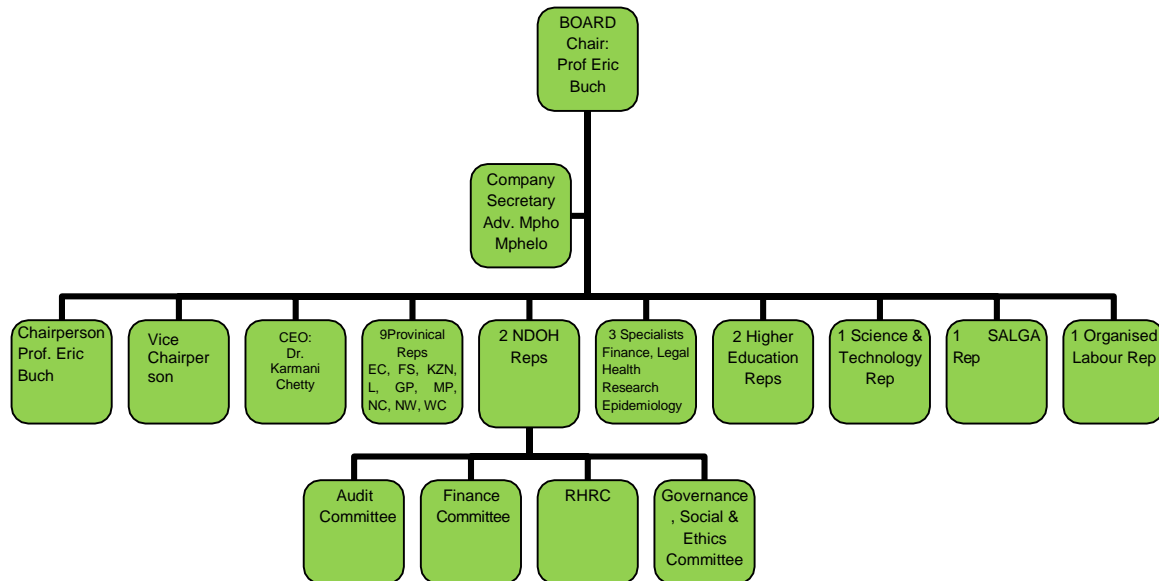 BOARD
Chair:
Prof Eric
Buch
Company
Secretary
Adv. Mpho
Mphelo
Chairperson
Prof. Eric
Buch
Vice
Chairper
son
CEO:
Dr.
Karmani
Chetty
9Provinical
Reps
EC, FS, KZN,
L, GP, MP,
NC, NW, WC
2 NDOH
Reps
3 Specialists
Finance, Legal
Health
Research
Epidemiology
2 Higher
Education
Reps
1 Science &
Technology
Rep
1 SALGA
Rep
1 Organised
Labour Rep
Audit
Committee
Finance
Committee
RHRC
Governance
, Social &
Ethics
Committee